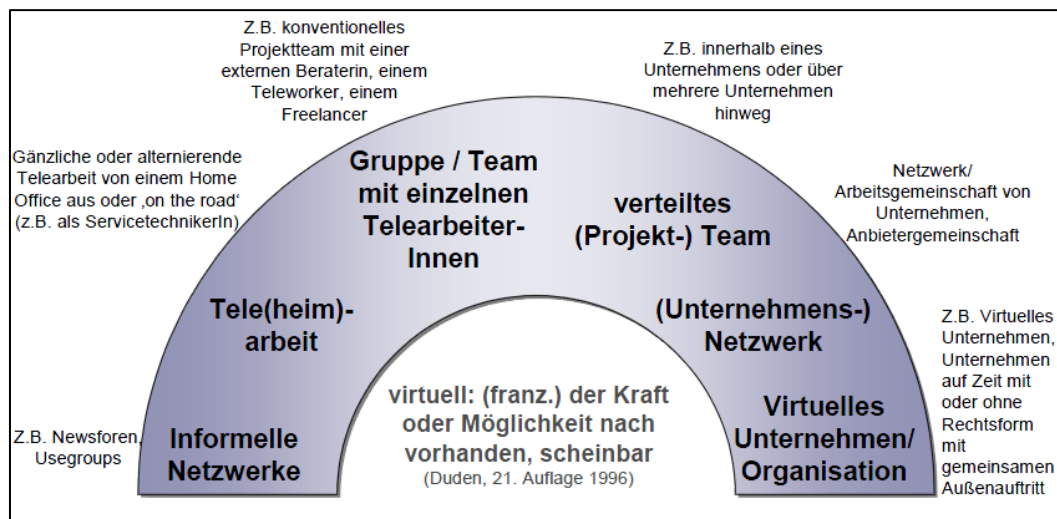 Z.B. konventionelles
Projektteam mit einer
externen Beraterin, einem
Teleworker, einem
Freelancer
Z.B. innerhalb eines
Unternehmens oder über
mehrere Unternehmen
hinweg
Gänzliche oder alternierende
Telearbeit von einem Home
Office aus oder ‚on the road‘
(z.B. als ServicetechnikerIn)
Gruppe / Team
mit einzelnen
Telearbeiter-
Innen
verteiltes
(Projekt-) Team
Netzwerk/
Arbeitsgemeinschaft von
Unternehmen,
Anbietergemeinschaft
Tele(heim)-
arbeit
(Unternehmens-)
Netzwerk
Z.B. Virtuelles
Unternehmen,
Unternehmen
auf Zeit mit
oder ohne
Rechtsform
mit
gemeinsamen
Außenauftritt
Z.B. Newsforen,
Usegroups
Informelle
Netzwerke
virtuell: (franz.) der Kraft
oder Möglichkeit nach
vorhanden, scheinbar
(Duden, 21. Auflage 1996)
Virtuelles
Unternehmen/
Organisation